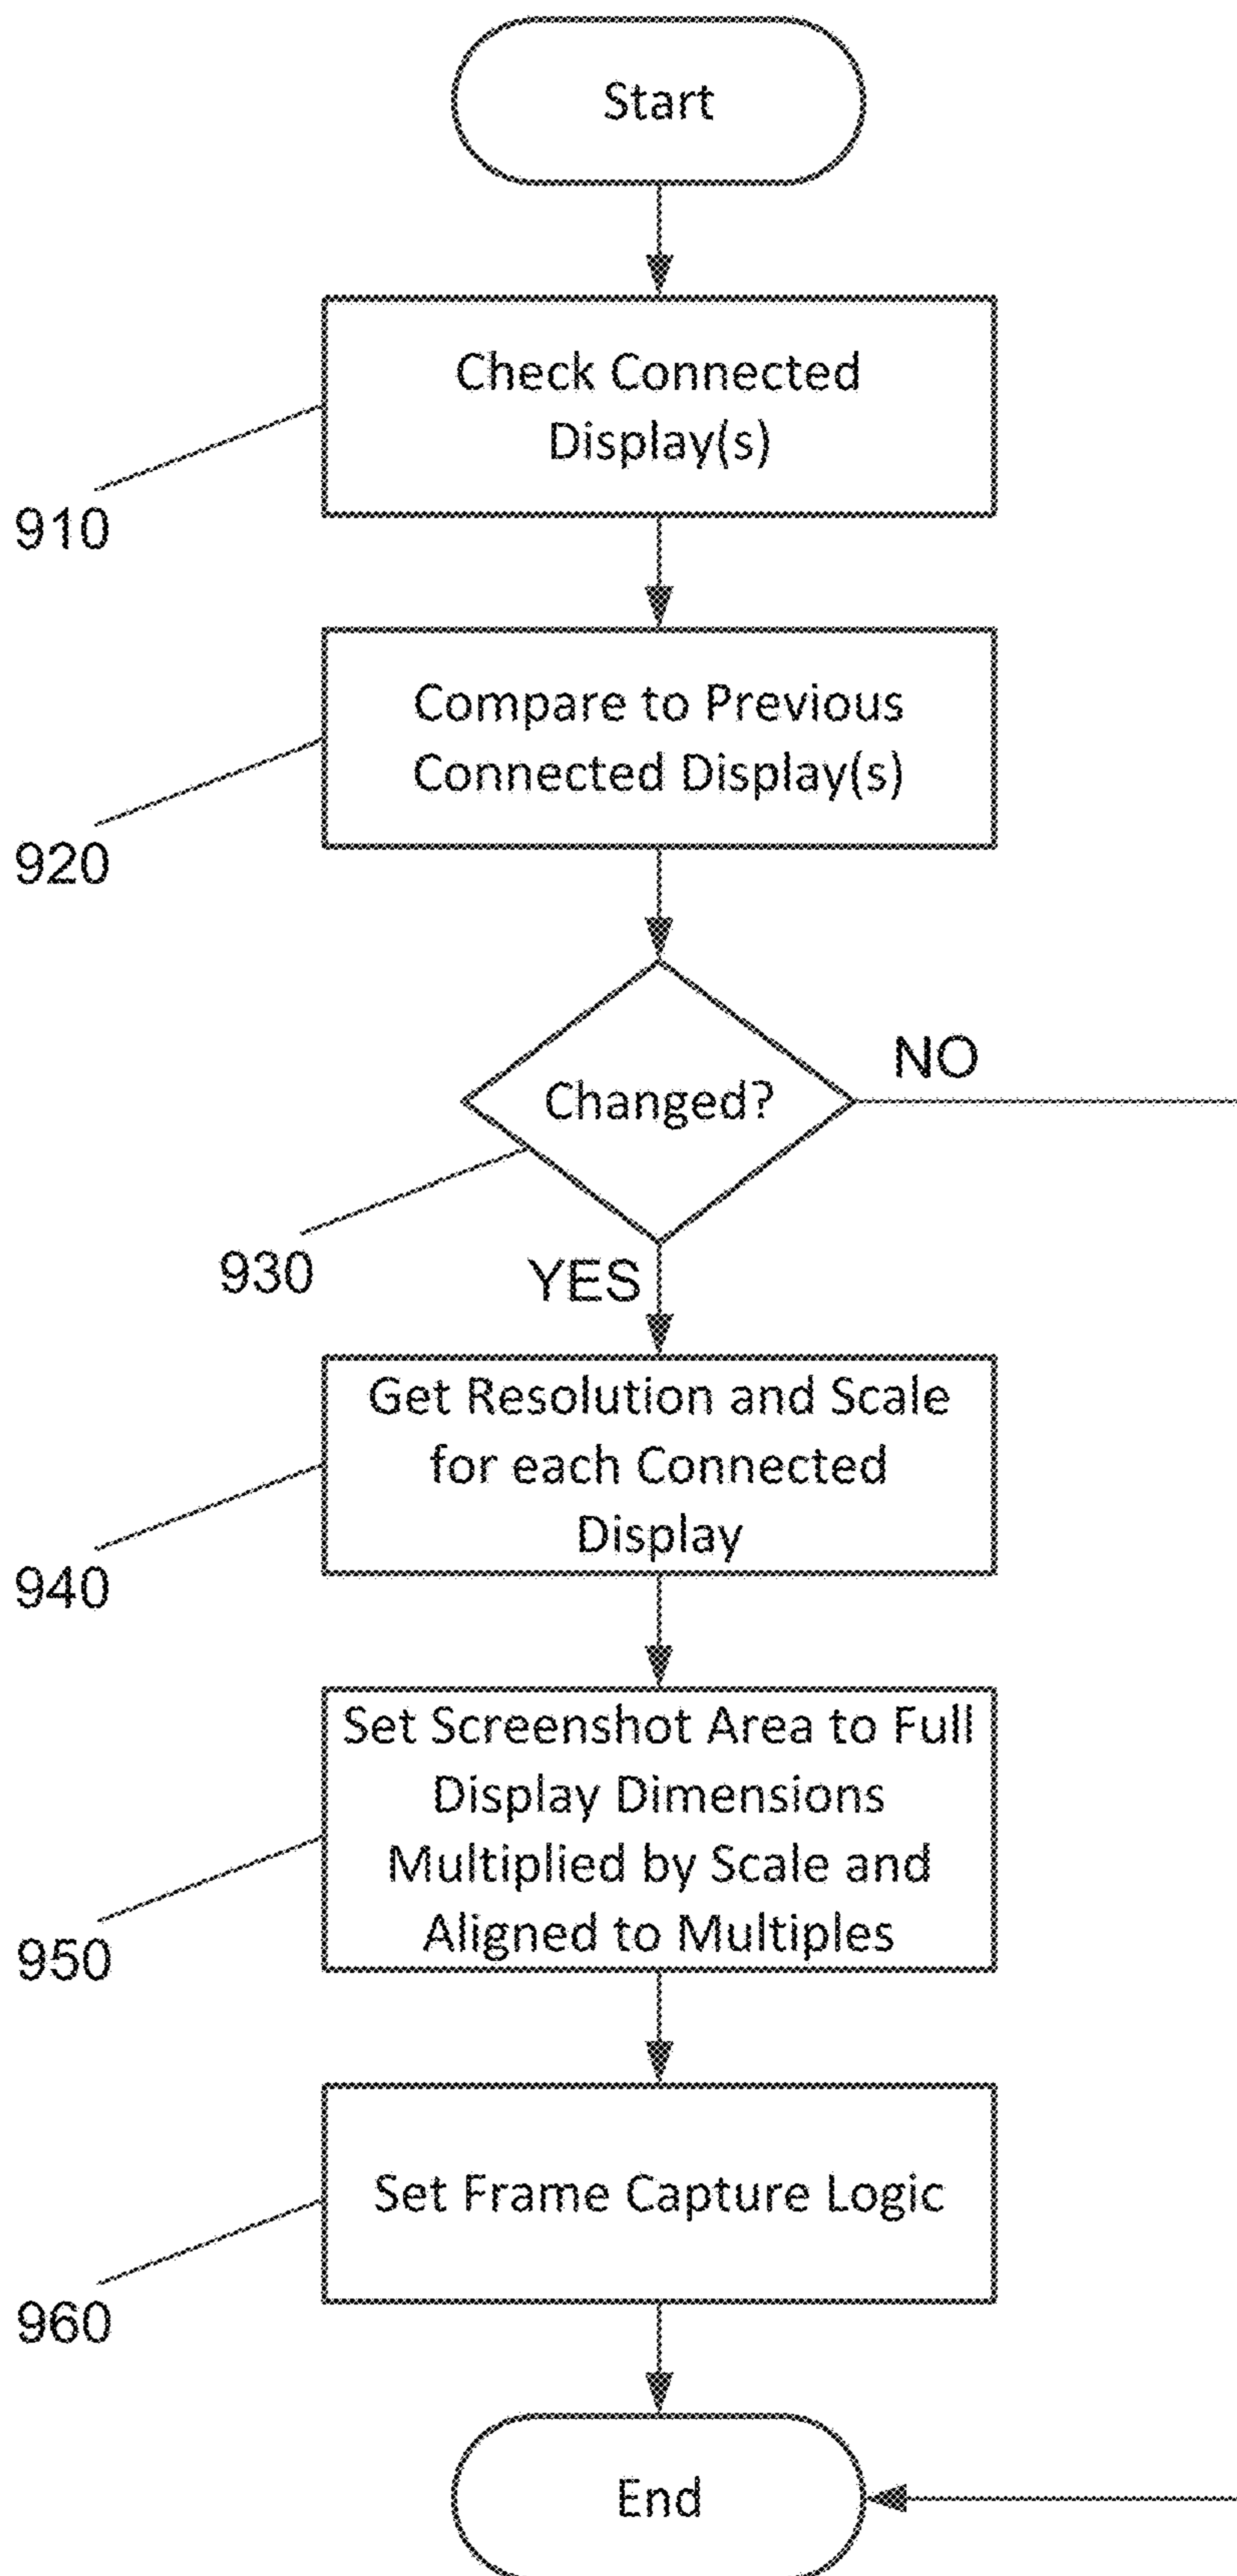 Start
Check Connected
Display(s)
910
Compare to Previous
Connected Display(s)
920
Changed?
NO
930
YES
Get Resolution and Scale
for each Connected
Display
940
Set Screenshot Area to Full
Display Dimensions
Multiplied by Scale and
Aligned to Multiples
950
Set Frame Capture Logic
960
End